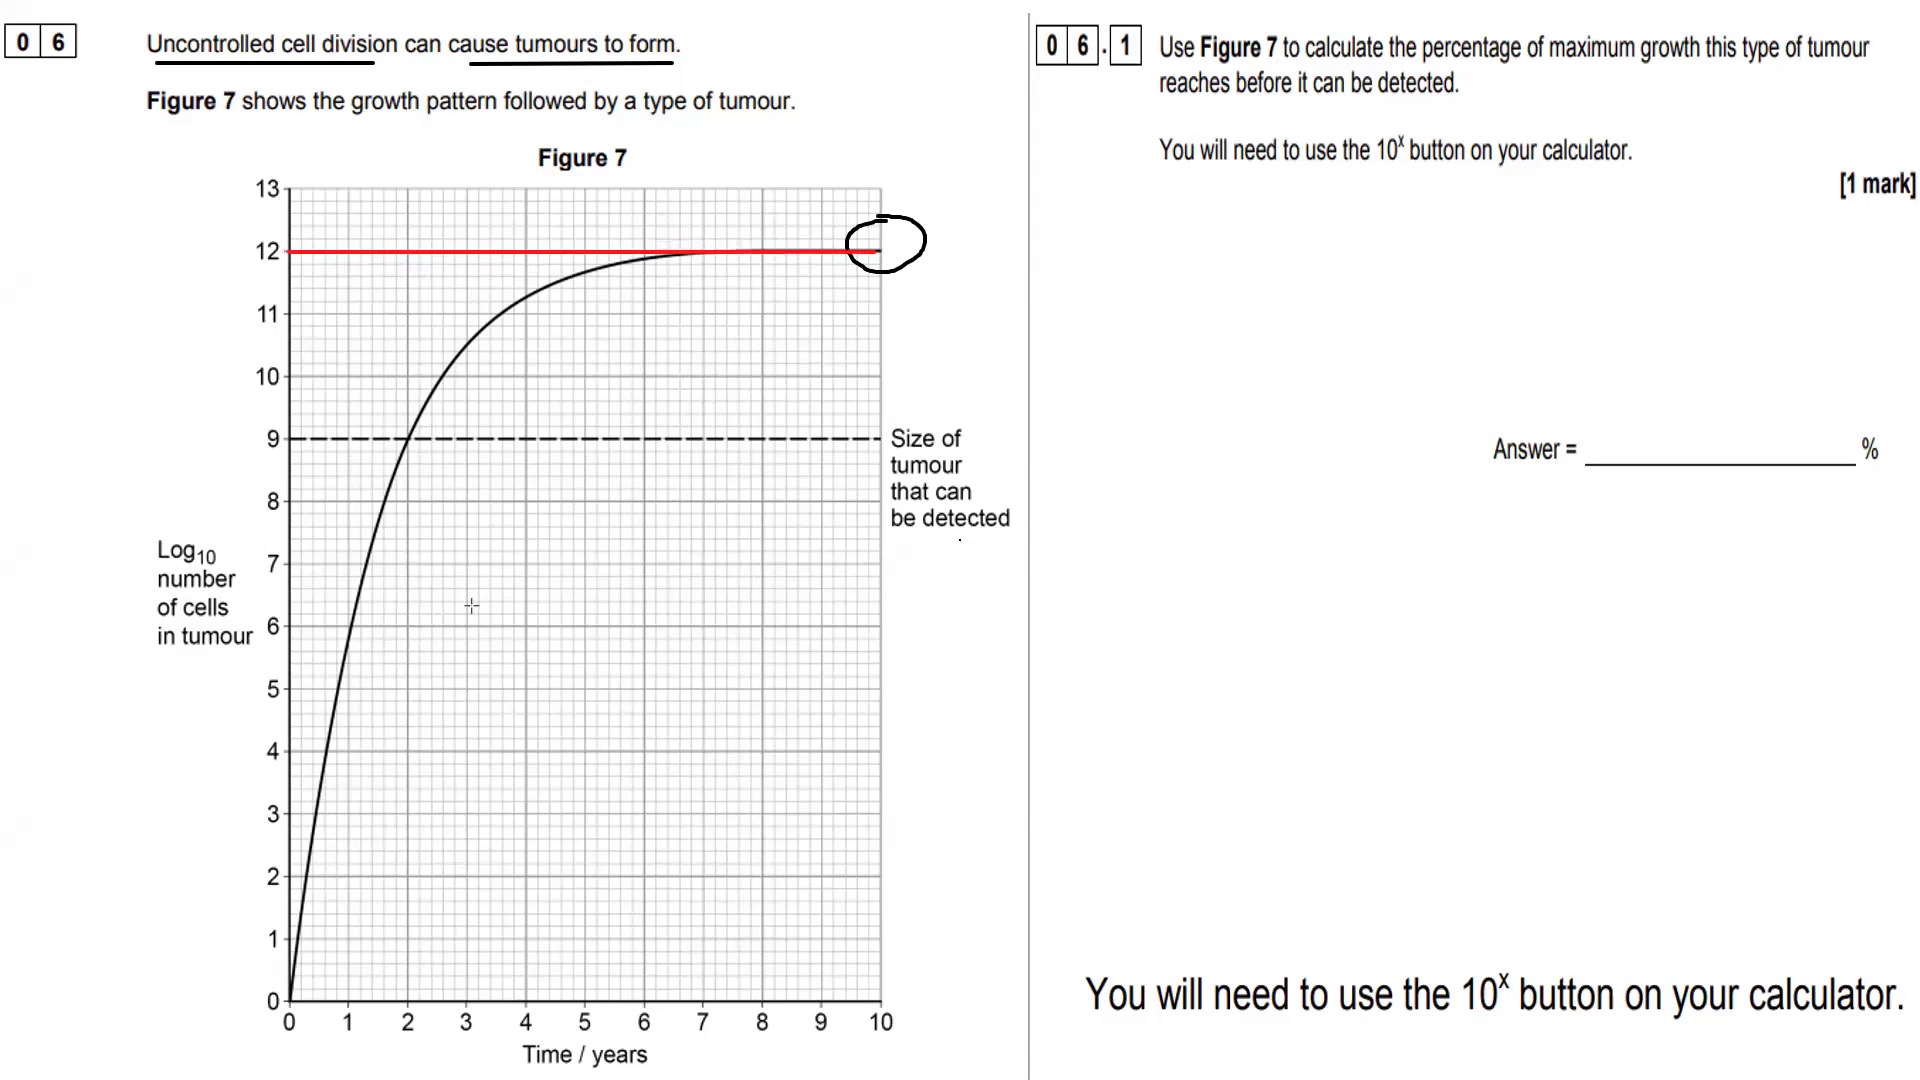 0 6
Uncontrolled cell division can cause tumours to form.
Figure 7 shows the growth pattern followed by a type of tumour.
Figure 7
13
12
11
10
9
8
7
6
5
4
3
2
1
0
Log10
number
of cells
in tumour
Size of
tumour
that can
be detected
0 1 2 3 4 5 6 7 8 9 10
Time / years
0 6 . 1
Use Figure 7 to calculate the percentage of maximum growth this type of tumour
reaches before it can be detected.
You will need to use the 10ˣ button on your calculator.
[1 mark]
Answer = ____________ %
You will need to use the 10ˣ button on your calculator.